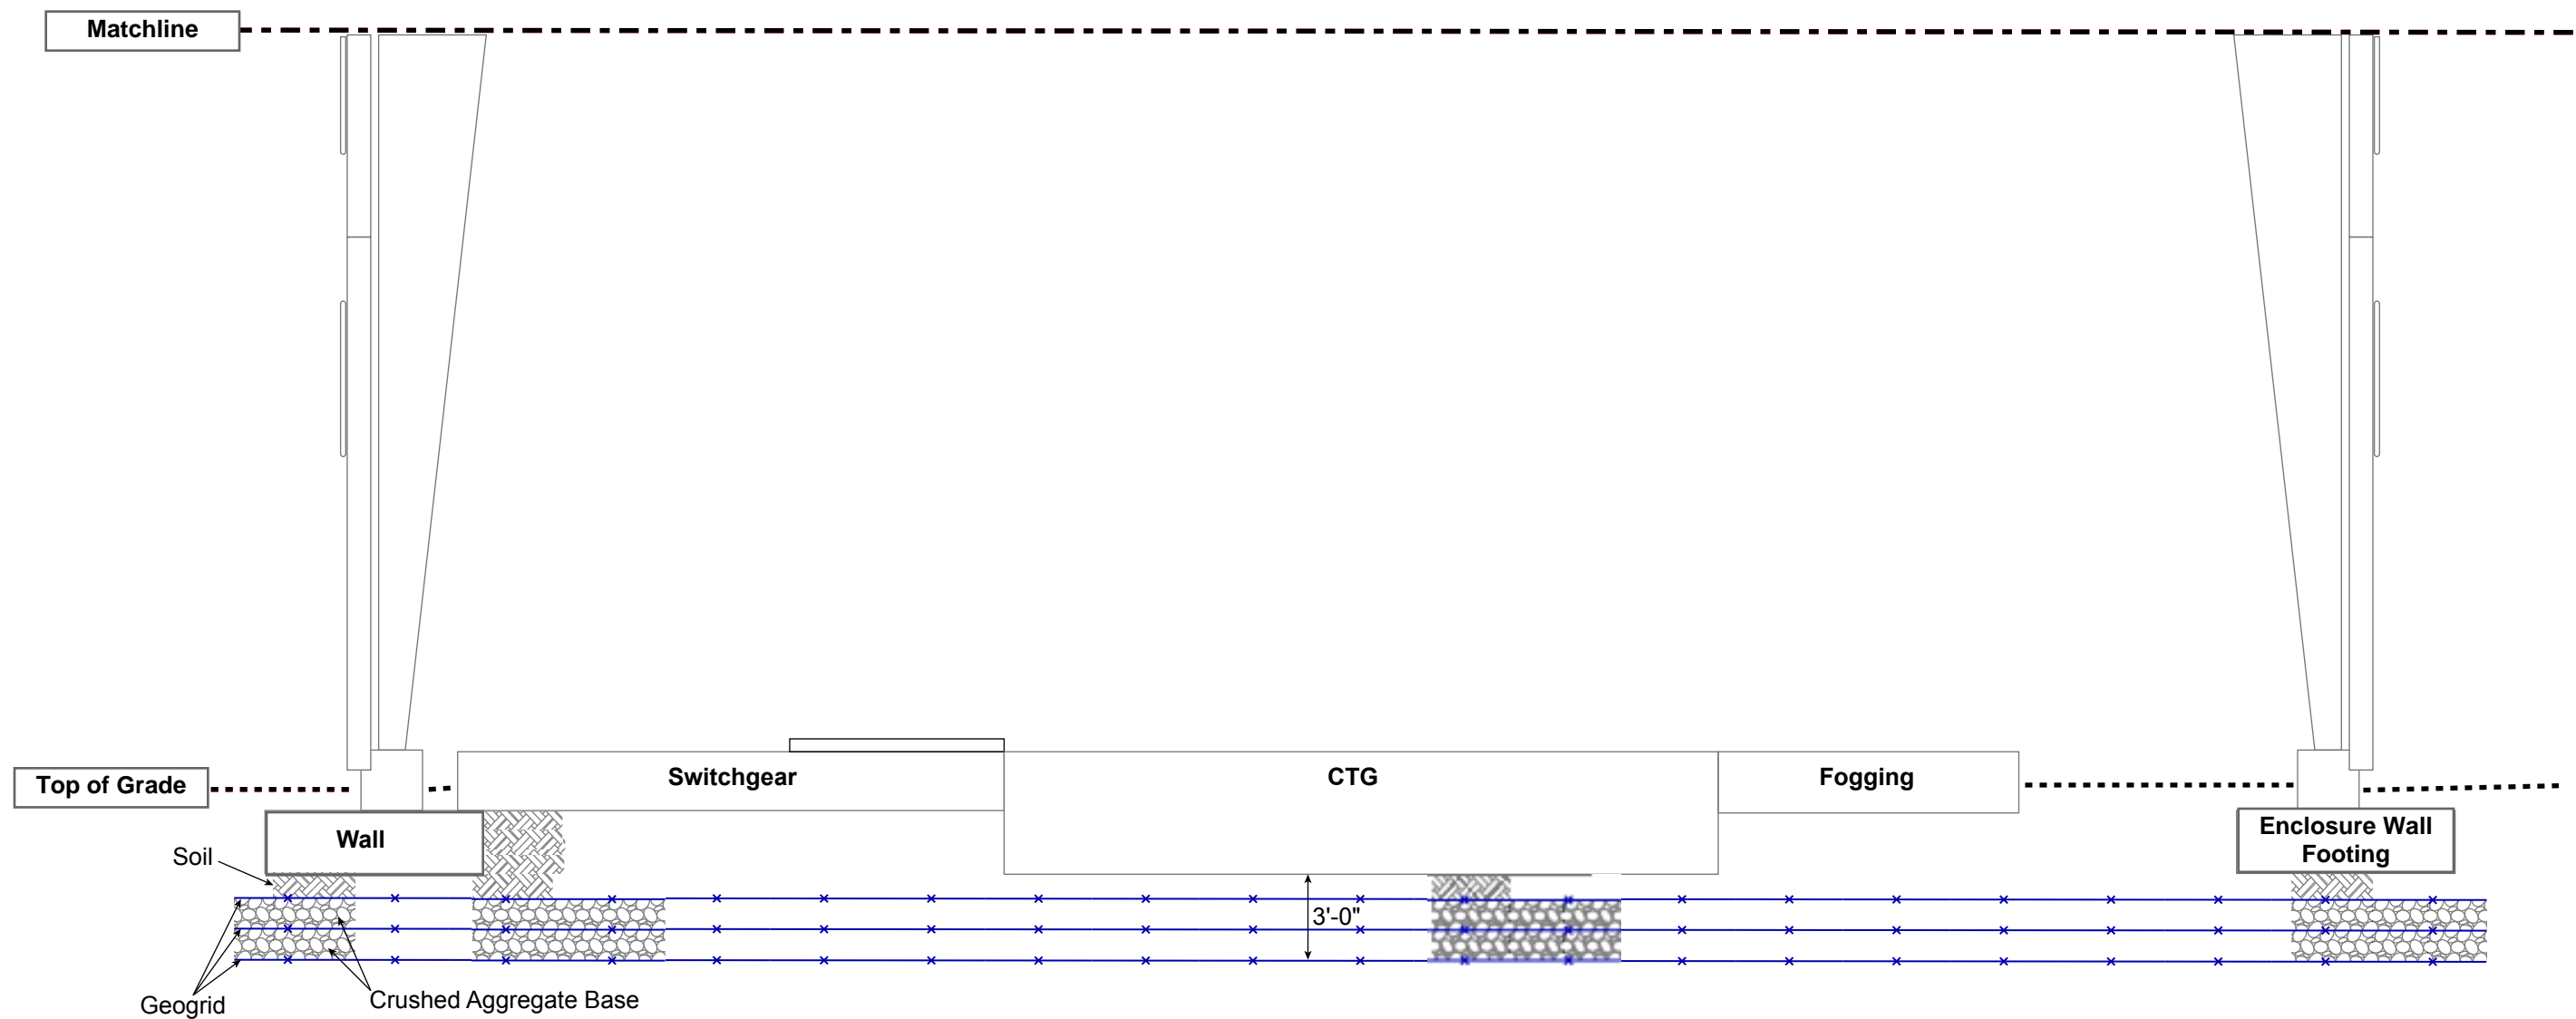 Matchline
Top of Grade
Switchgear
CTG
Fogging
Wall
Enclosure Wall
Footing
Soil
3'-0"
Geogrid
Crushed Aggregate Base